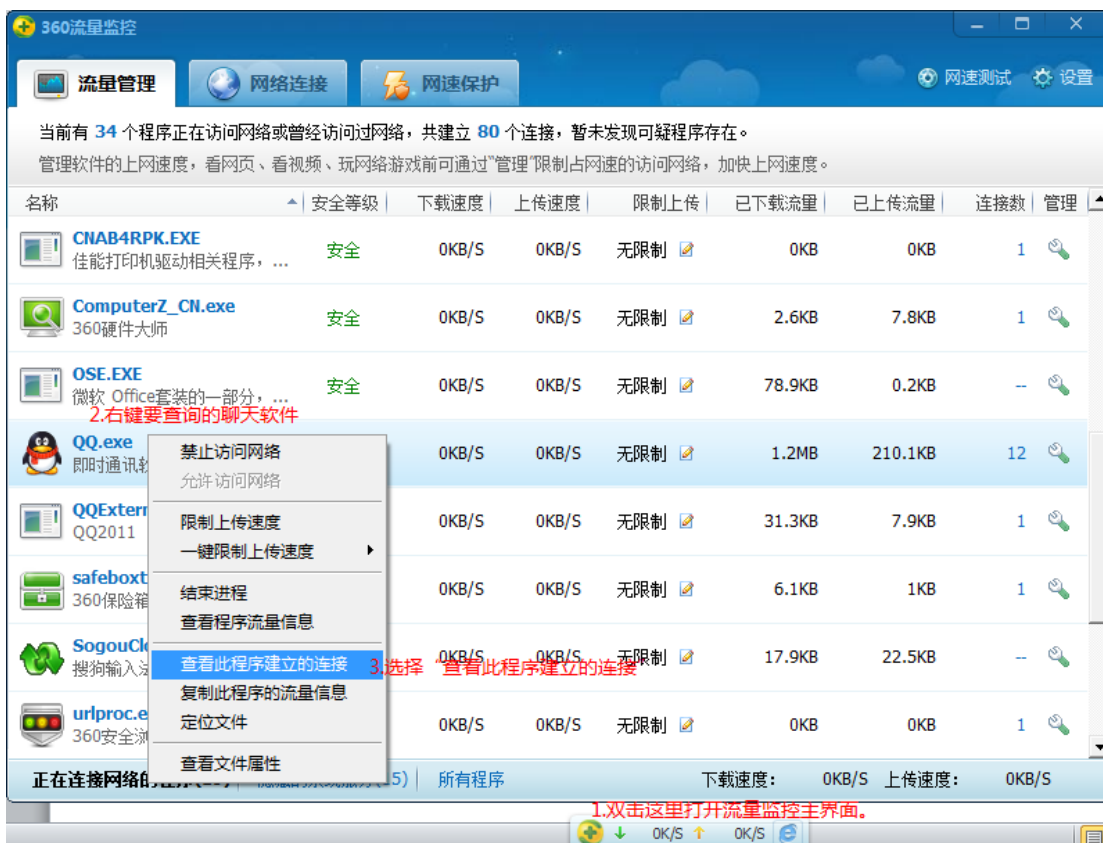 360流量监控
流量管理 网络连接 网速保护 网速测试 设置
当前有 34 个程序正在访问网络或曾经访问过网络，共建立 80 个连接，暂未发现可疑程序存在。
管理软件的上网速度，看网页、看视频、玩网络游戏前可通过"管理"限制占网速的访问网络，加快上网速度。
名称 安全等级 下载速度 上传速度 限制上传 已下载流量 已上传流量 连接数 管理
CNAB4RPK.EXE
佳能打印机驱动相关程序，... 安全 0KB/S 0KB/S 无限制 0KB 0KB 1
ComputerZ_CN.exe
360硬件大师 安全 0KB/S 0KB/S 无限制 2.6KB 7.8KB 1
OSE.EXE
微软 Office套装的一部分，... 安全 0KB/S 0KB/S 无限制 78.9KB 0.2KB --
2.右键要查询的聊天软件
QQ.exe
即时通讯软 0KB/S 0KB/S 无限制 1.2MB 210.1KB 12
QQExtern
QQ2011 0KB/S 0KB/S 无限制 31.3KB 7.9KB 1
safeboxt
360保险箱 0KB/S 0KB/S 无限制 6.1KB 1KB 1
SogouClo
搜狗输入法 0KB/S 0KB/S 无限制 17.9KB 22.5KB --
urlproc.e
360安全浏 0KB/S 0KB/S 无限制 0KB 0KB 1
禁止访问网络
允许访问网络
限制上传速度
一键限制上传速度
结束进程
查看程序流量信息
查看此程序建立的连接
3.选择“查看此程序建立的连接
复制此程序的流量信息
定位文件
查看文件属性
正在连接网络的 5) 所有程序 下载速度： 0KB/S 上传速度： 0KB/S
1.双击这里打开流量监控主界面。
0K/S 0K/S